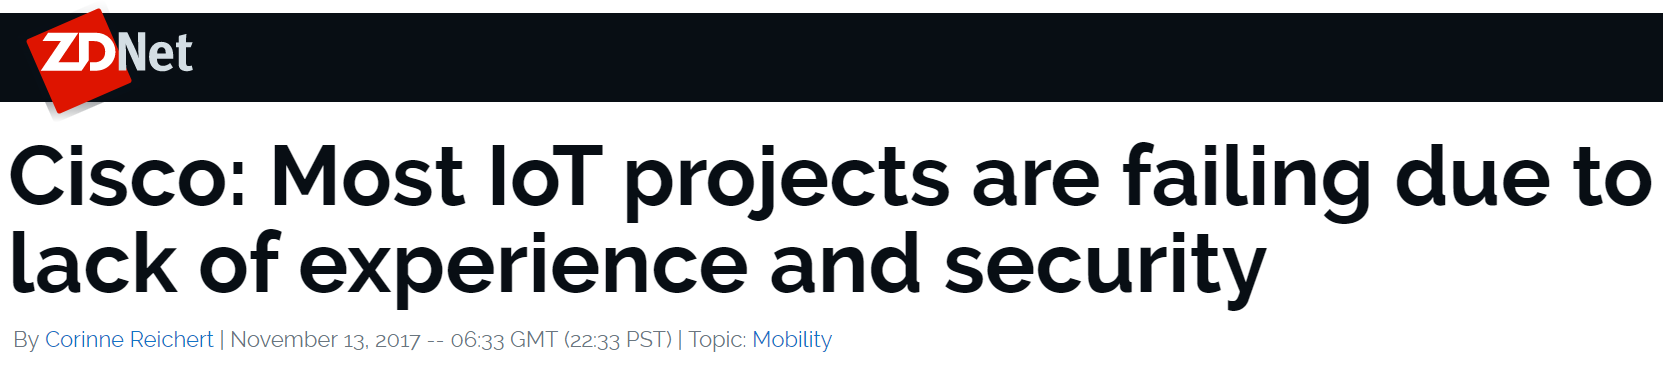 ZDNet
Cisco: Most IoT projects are failing due to
lack of experience and security
By Corinne Reichert | November 13, 2017 -- 06:33 GMT (22:33 PST) | Topic: Mobility